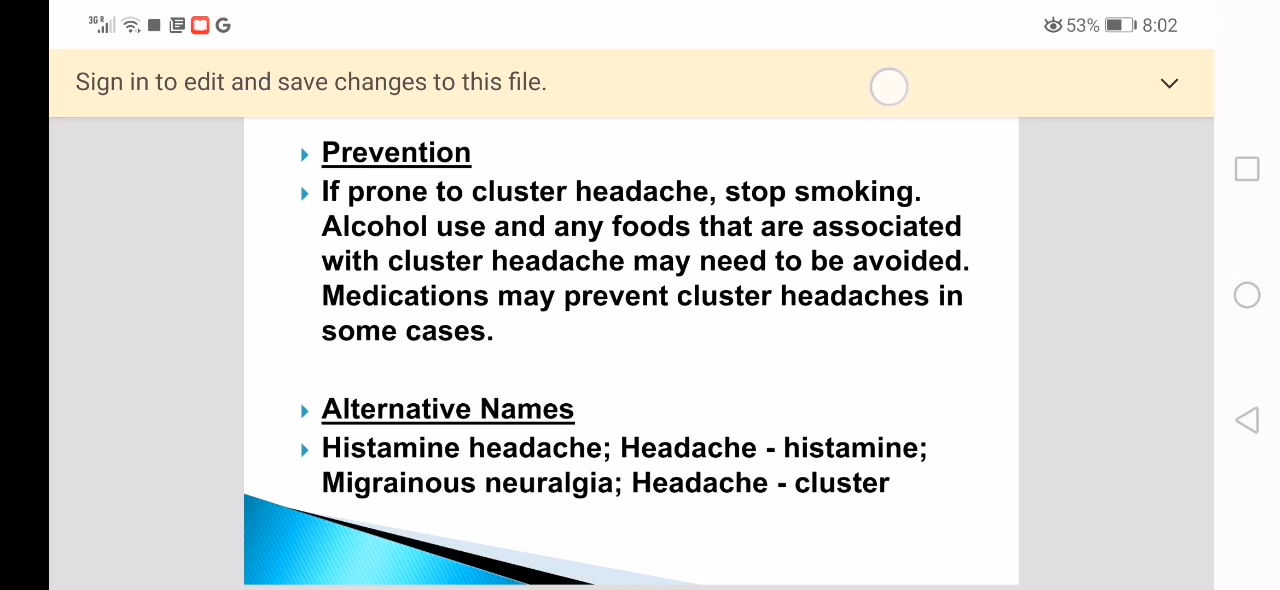 3G R
53% 8:02
Sign in to edit and save changes to this file.
Prevention
If prone to cluster headache, stop smoking.
Alcohol use and any foods that are associated
with cluster headache may need to be avoided.
Medications may prevent cluster headaches in
some cases.
Alternative Names
Histamine headache; Headache - histamine;
Migrainous neuralgia; Headache - cluster